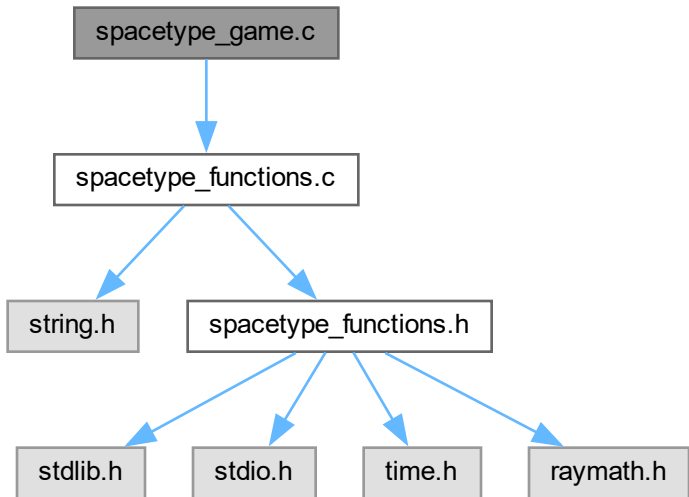 spacetype_game.c
spacetype_functions.c
string.h
spacetype_functions.h
stdlib.h
stdio.h
time.h
raymath.h